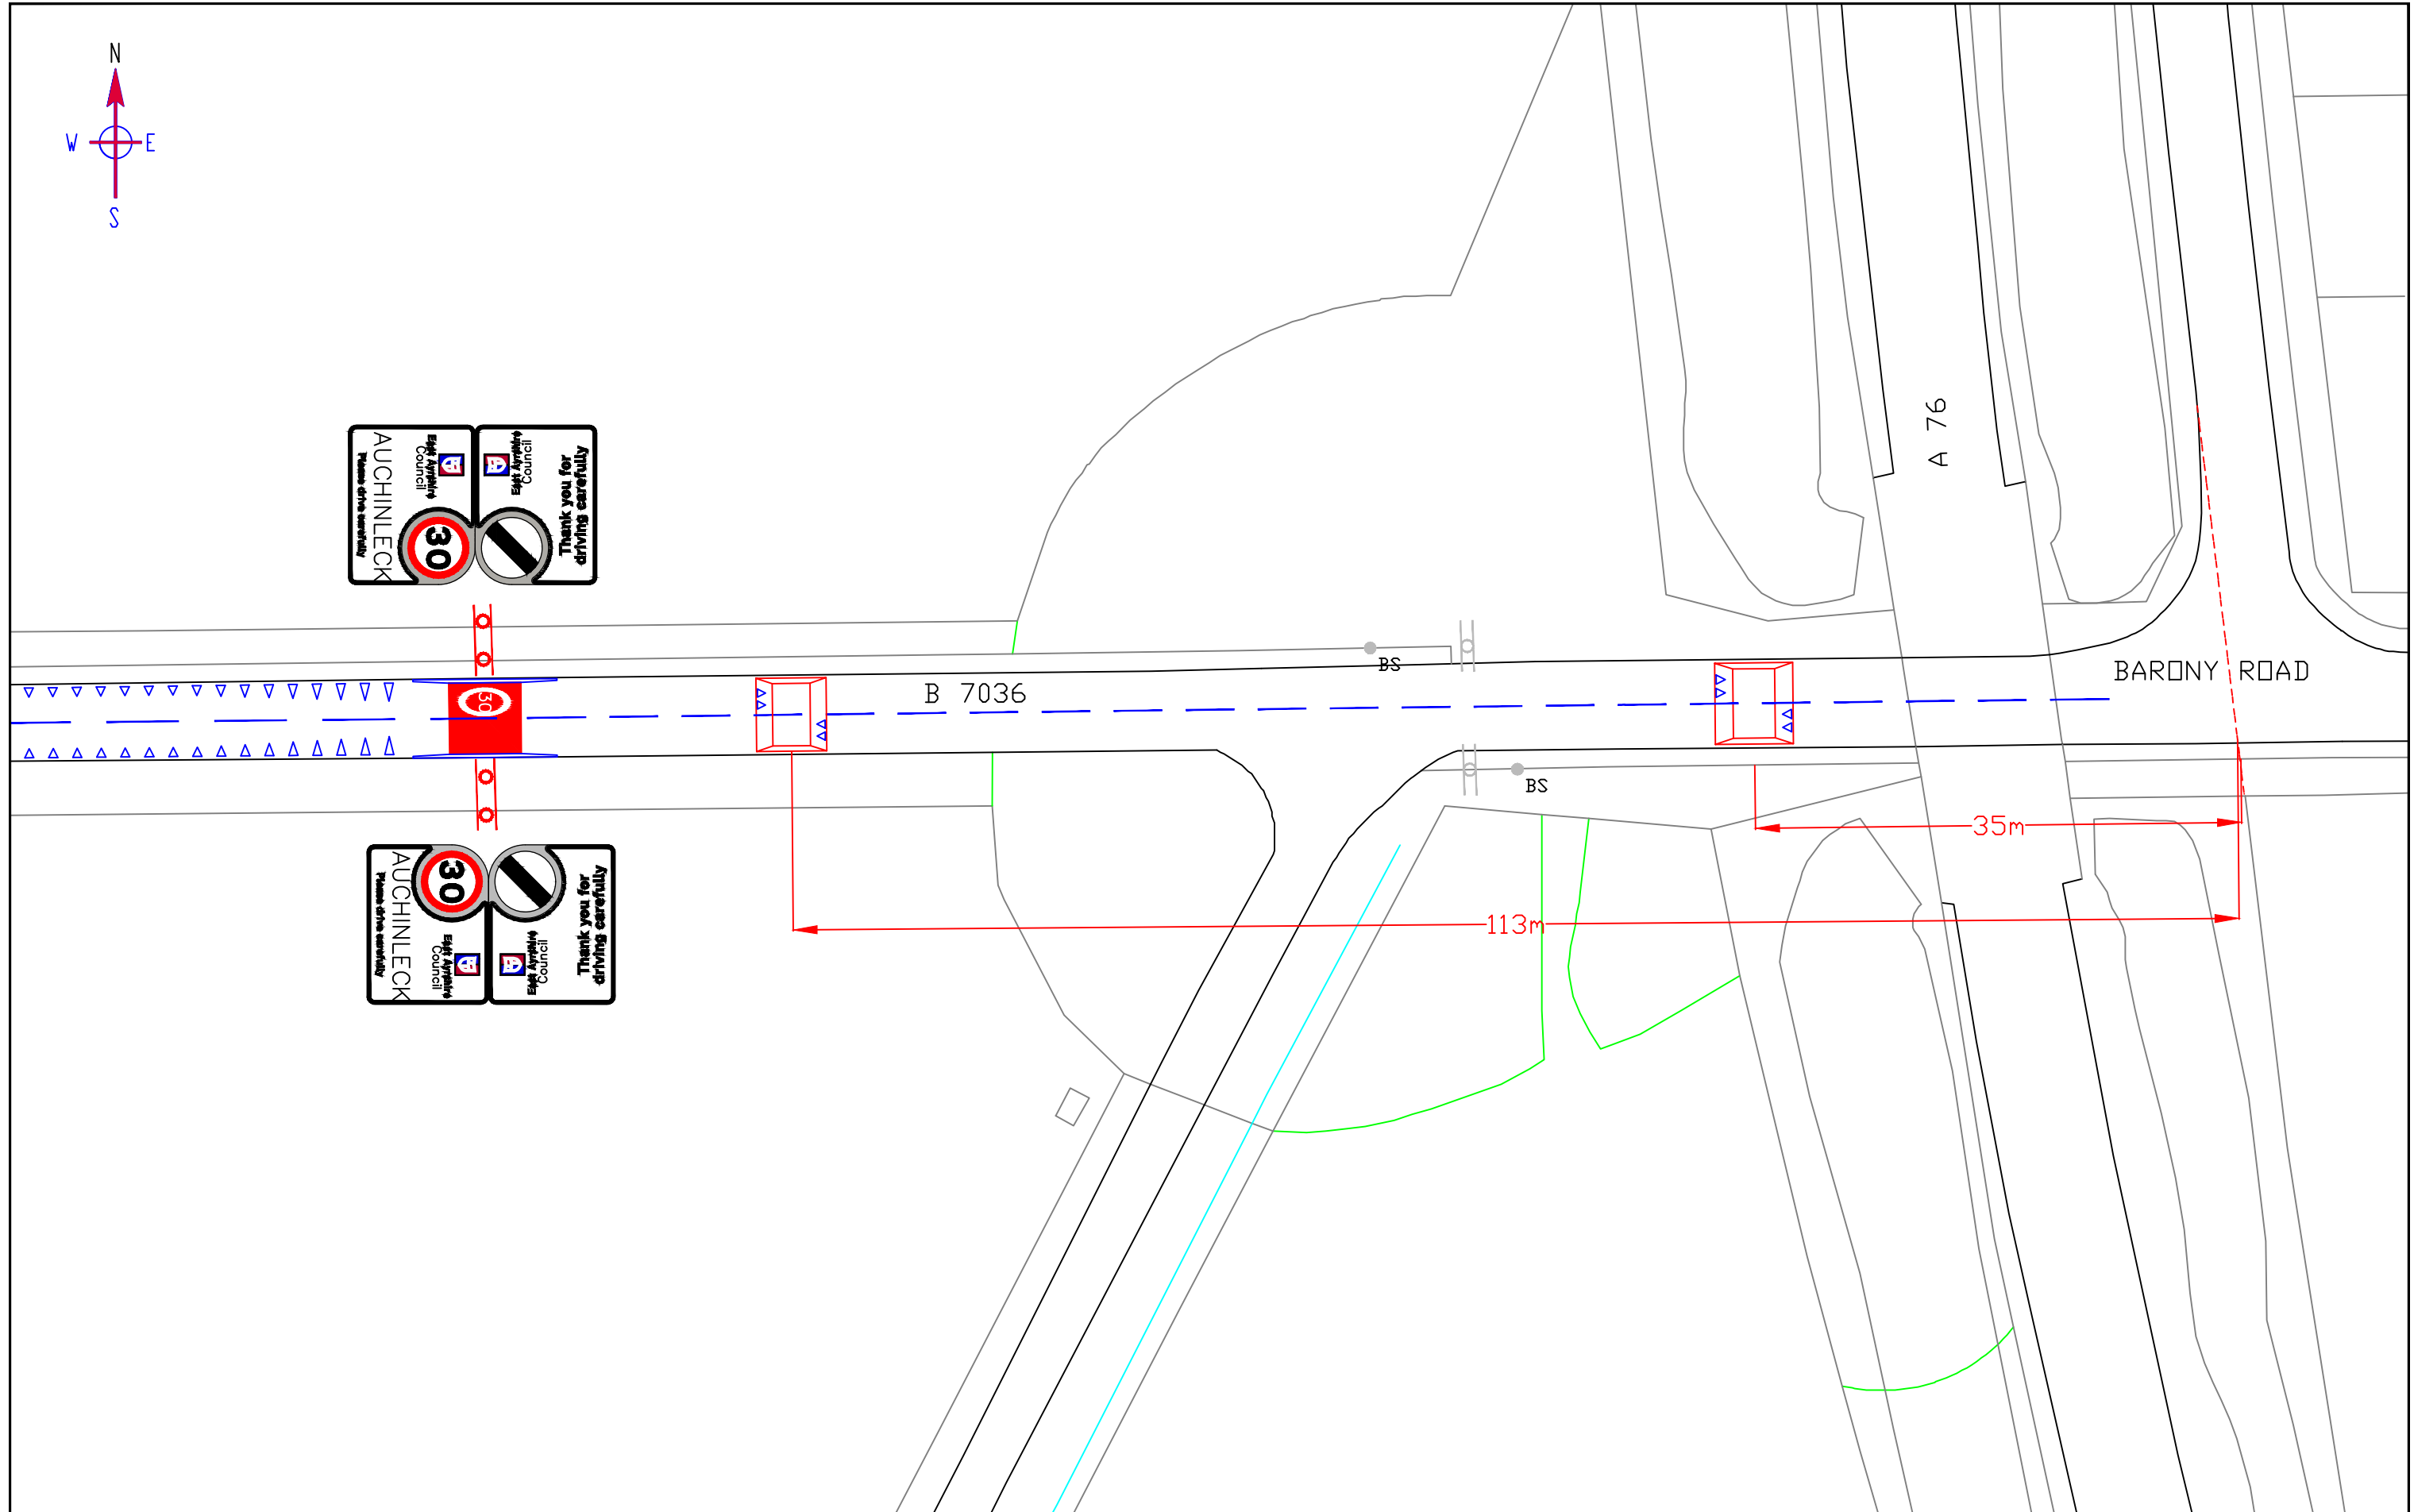 N
W E
S
AUCHINLECK
Please drive carefully
East Ayrshire
Council
30
East Ayrshire
Council
Thank you for
driving carefully
A 76
BS
BARONY ROAD
30
B 7036
BS
35m
113m
AUCHINLECK
Please drive carefully
East Ayrshire
Council
30
East Ayrshire
Council
Thank you for
driving carefully